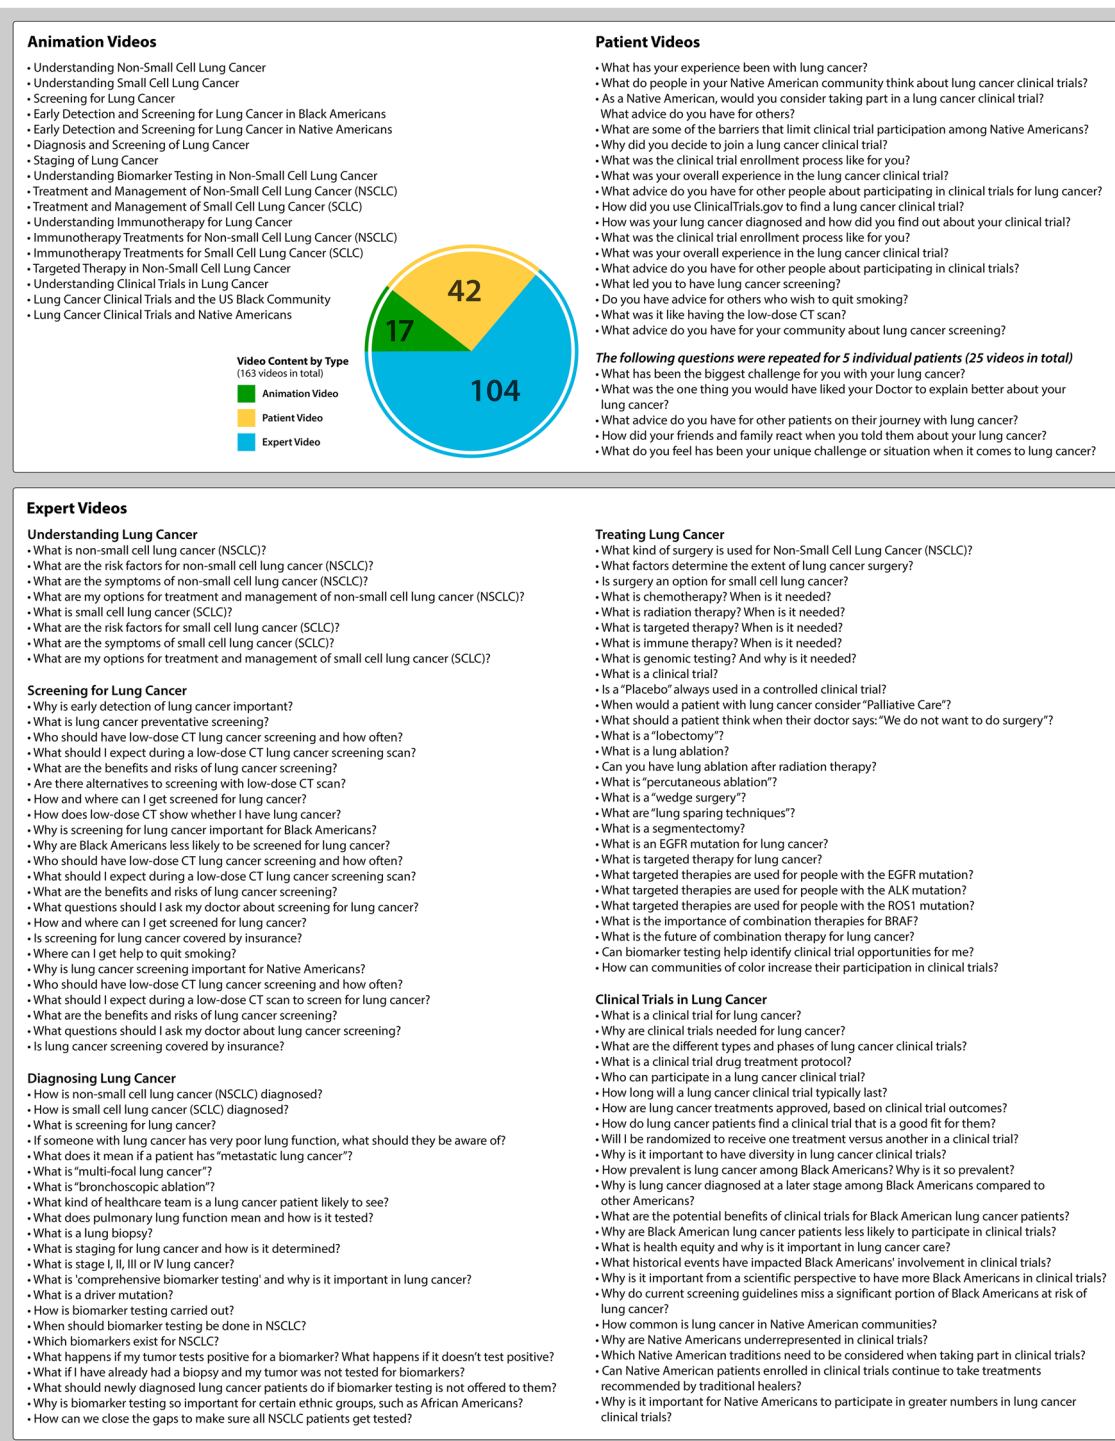 Animation Videos
• Understanding Non-Small Cell Lung Cancer
• Understanding Small Cell Lung Cancer
• Screening for Lung Cancer
• Early Detection and Screening for Lung Cancer in Black Americans
• Early Detection and Screening for Lung Cancer in Native Americans
• Diagnosis and Screening of Lung Cancer
• Staging of Lung Cancer
• Understanding Biomarker Testing in Non-Small Cell Lung Cancer
• Treatment and Management of Non-Small Cell Lung Cancer (NSCLC)
• Treatment and Management of Small Cell Lung Cancer (SCLC)
• Understanding Immunotherapy for Lung Cancer
• Immunotherapy Treatments for Non-small Cell Lung Cancer (NSCLC)
• Immunotherapy Treatments for Small Cell Lung Cancer (SCLC)
• Targeted Therapy in Non-Small Cell Lung Cancer
• Understanding Clinical Trials in Lung Cancer
• Lung Cancer Clinical Trials and the US Black Community
• Lung Cancer Clinical Trials and Native Americans
Video Content by Type
(163 videos in total)
Animation Video
Patient Video
Expert Video
17
42
104
Patient Videos
• What has your experience been with lung cancer?
• What do people in your Native American community think about lung cancer clinical trials?
• As a Native American, would you consider taking part in a lung cancer clinical trial?
What advice do you have for others?
• What are some of the barriers that limit clinical trial participation among Native Americans?
• Why did you decide to join a lung cancer clinical trial?
• What was the clinical trial enrollment process like for you?
• What was your overall experience in the lung cancer clinical trial?
• What advice do you have for other people about participating in clinical trials for lung cancer?
• How did you use ClinicalTrials.gov to find a lung cancer clinical trial?
• How was your lung cancer diagnosed and how did you find out about your clinical trial?
• What was the clinical trial enrollment process like for you?
• What was your overall experience in the lung cancer clinical trial?
• What advice do you have for other people about participating in clinical trials?
• What led you to have lung cancer screening?
• Do you have advice for others who wish to quit smoking?
• What was it like having the low-dose CT scan?
• What advice do you have for your community about lung cancer screening?
The following questions were repeated for 5 individual patients (25 videos in total)
• What has been the biggest challenge for you with your lung cancer?
• What was the one thing you would have liked your Doctor to explain better about your
lung cancer?
• What advice do you have for other patients on their journey with lung cancer?
• How did your friends and family react when you told them about your lung cancer?
• What do you feel has been your unique challenge or situation when it comes to lung cancer?
Expert Videos
Understanding Lung Cancer
• What is non-small cell lung cancer (NSCLC)?
• What are the risk factors for non-small cell lung cancer (NSCLC)?
• What are the symptoms of non-small cell lung cancer (NSCLC)?
• What are my options for treatment and management of non-small cell lung cancer (NSCLC)?
• What is small cell lung cancer (SCLC)?
• What are the risk factors for small cell lung cancer (SCLC)?
• What are the symptoms of small cell lung cancer (SCLC)?
• What are my options for treatment and management of small cell lung cancer (SCLC)?
Screening for Lung Cancer
• Why is early detection of lung cancer important?
• What is lung cancer preventative screening?
• Who should have low-dose CT lung cancer screening and how often?
• What should I expect during a low-dose CT lung cancer screening scan?
• What are the benefits and risks of lung cancer screening?
• Are there alternatives to screening with low-dose CT scan?
• How and where can I get screened for lung cancer?
• How does low-dose CT show whether I have lung cancer?
• Why is screening for lung cancer important for Black Americans?
• Why are Black Americans less likely to be screened for lung cancer?
• Who should have low-dose CT lung cancer screening and how often?
• What should I expect during a low-dose CT lung cancer screening scan?
• What are the benefits and risks of lung cancer screening?
• What questions should I ask my doctor about screening for lung cancer?
• How and where can I get screened for lung cancer?
• Is screening for lung cancer covered by insurance?
• Where can I get help to quit smoking?
• Why is lung cancer screening important for Native Americans?
• Who should have low-dose CT lung cancer screening and how often?
• What should I expect during a low-dose CT scan to screen for lung cancer?
• What are the benefits and risks of lung cancer screening?
• What questions should I ask my doctor about lung cancer screening?
• Is lung cancer screening covered by insurance?
Diagnosing Lung Cancer
• How is non-small cell lung cancer (NSCLC) diagnosed?
• How is small cell lung cancer (SCLC) diagnosed?
• What is screening for lung cancer?
• If someone with lung cancer has very poor lung function, what should they be aware of?
• What does it mean if a patient has “metastatic lung cancer”?
• What is “multi-focal lung cancer”?
• What is “bronchoscopic ablation”?
• What kind of healthcare team is a lung cancer patient likely to see?
• What does pulmonary lung function mean and how is it tested?
• What is a lung biopsy?
• What is staging for lung cancer and how is it determined?
• What is stage I, II, III or IV lung cancer?
• What is 'comprehensive biomarker testing' and why is it important in lung cancer?
• What is a driver mutation?
• How is biomarker testing carried out?
• When should biomarker testing be done in NSCLC?
• Which biomarkers exist for NSCLC?
• What happens if my tumor tests positive for a biomarker? What happens if it doesn't test positive?
• What if I have already had a biopsy and my tumor was not tested for biomarkers?
• What should newly diagnosed lung cancer patients do if biomarker testing is not offered to them?
• Why is biomarker testing so important for certain ethnic groups, such as African Americans?
• How can we close the gaps to make sure all NSCLC patients get tested?
Treating Lung Cancer
• What kind of surgery is used for Non-Small Cell Lung Cancer (NSCLC)?
• What factors determine the extent of lung cancer surgery?
• Is surgery an option for small cell lung cancer?
• What is chemotherapy? When is it needed?
• What is radiation therapy? When is it needed?
• What is targeted therapy? When is it needed?
• What is immune therapy? When is it needed?
• What is genomic testing? And why is it needed?
• What is a clinical trial?
• Is a “Placebo” always used in a controlled clinical trial?
• When would a patient with lung cancer consider “Palliative Care”?
• What should a patient think when their doctor says: “We do not want to do surgery”?
• What is a “lobectomy”?
• What is a lung ablation?
• Can you have lung ablation after radiation therapy?
• What is “percutaneous ablation”?
• What is a “wedge surgery”?
• What are “lung sparing techniques”?
• What is a segmentectomy?
• What is an EGFR mutation for lung cancer?
• What is targeted therapy for lung cancer?
• What targeted therapies are used for people with the EGFR mutation?
• What targeted therapies are used for people with the ALK mutation?
• What targeted therapies are used for people with the ROS1 mutation?
• What is the importance of combination therapies for BRAF?
• What is the future of combination therapy for lung cancer?
• Can biomarker testing help identify clinical trial opportunities for me?
• How can communities of color increase their participation in clinical trials?
Clinical Trials in Lung Cancer
• What is a clinical trial for lung cancer?
• Why are clinical trials needed for lung cancer?
• What are the different types and phases of lung cancer clinical trials?
• What is a clinical trial drug treatment protocol?
• Who can participate in a lung cancer clinical trial?
• How long will a lung cancer clinical trial typically last?
• How are lung cancer treatments approved, based on clinical trial outcomes?
• How do lung cancer patients find a clinical trial that is a good fit for them?
• Will I be randomized to receive one treatment versus another in a clinical trial?
• Why is it important to have diversity in lung cancer clinical trials?
• How prevalent is lung cancer among Black Americans? Why is it so prevalent?
• Why is lung cancer diagnosed at a later stage among Black Americans compared to
other Americans?
• What are the potential benefits of clinical trials for Black American lung cancer patients?
• Why are Black American lung cancer patients less likely to participate in clinical trials?
• What is health equity and why is it important in lung cancer care?
• What historical events have impacted Black Americans' involvement in clinical trials?
• Why is it important from a scientific perspective to have more Black Americans in clinical trials?
• Why do current screening guidelines miss a significant portion of Black Americans at risk of
lung cancer?
• How common is lung cancer in Native American communities?
• Why are Native Americans underrepresented in clinical trials?
• Which Native American traditions need to be considered when taking part in clinical trials?
• Can Native American patients enrolled in clinical trials continue to take treatments
recommended by traditional healers?
• Why is it important for Native Americans to participate in greater numbers in lung cancer
clinical trials?